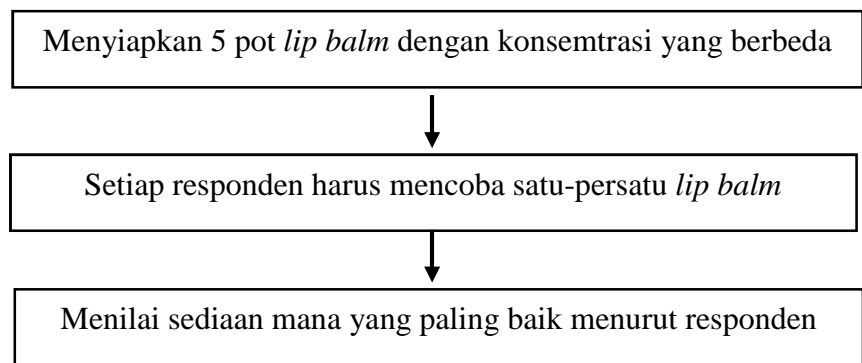 Menyiapkan 5 pot lip balm dengan konsemtrasi yang berbeda
Setiap responden harus mencoba satu-persatu lip balm
Menilai sediaan mana yang paling baik menurut responden